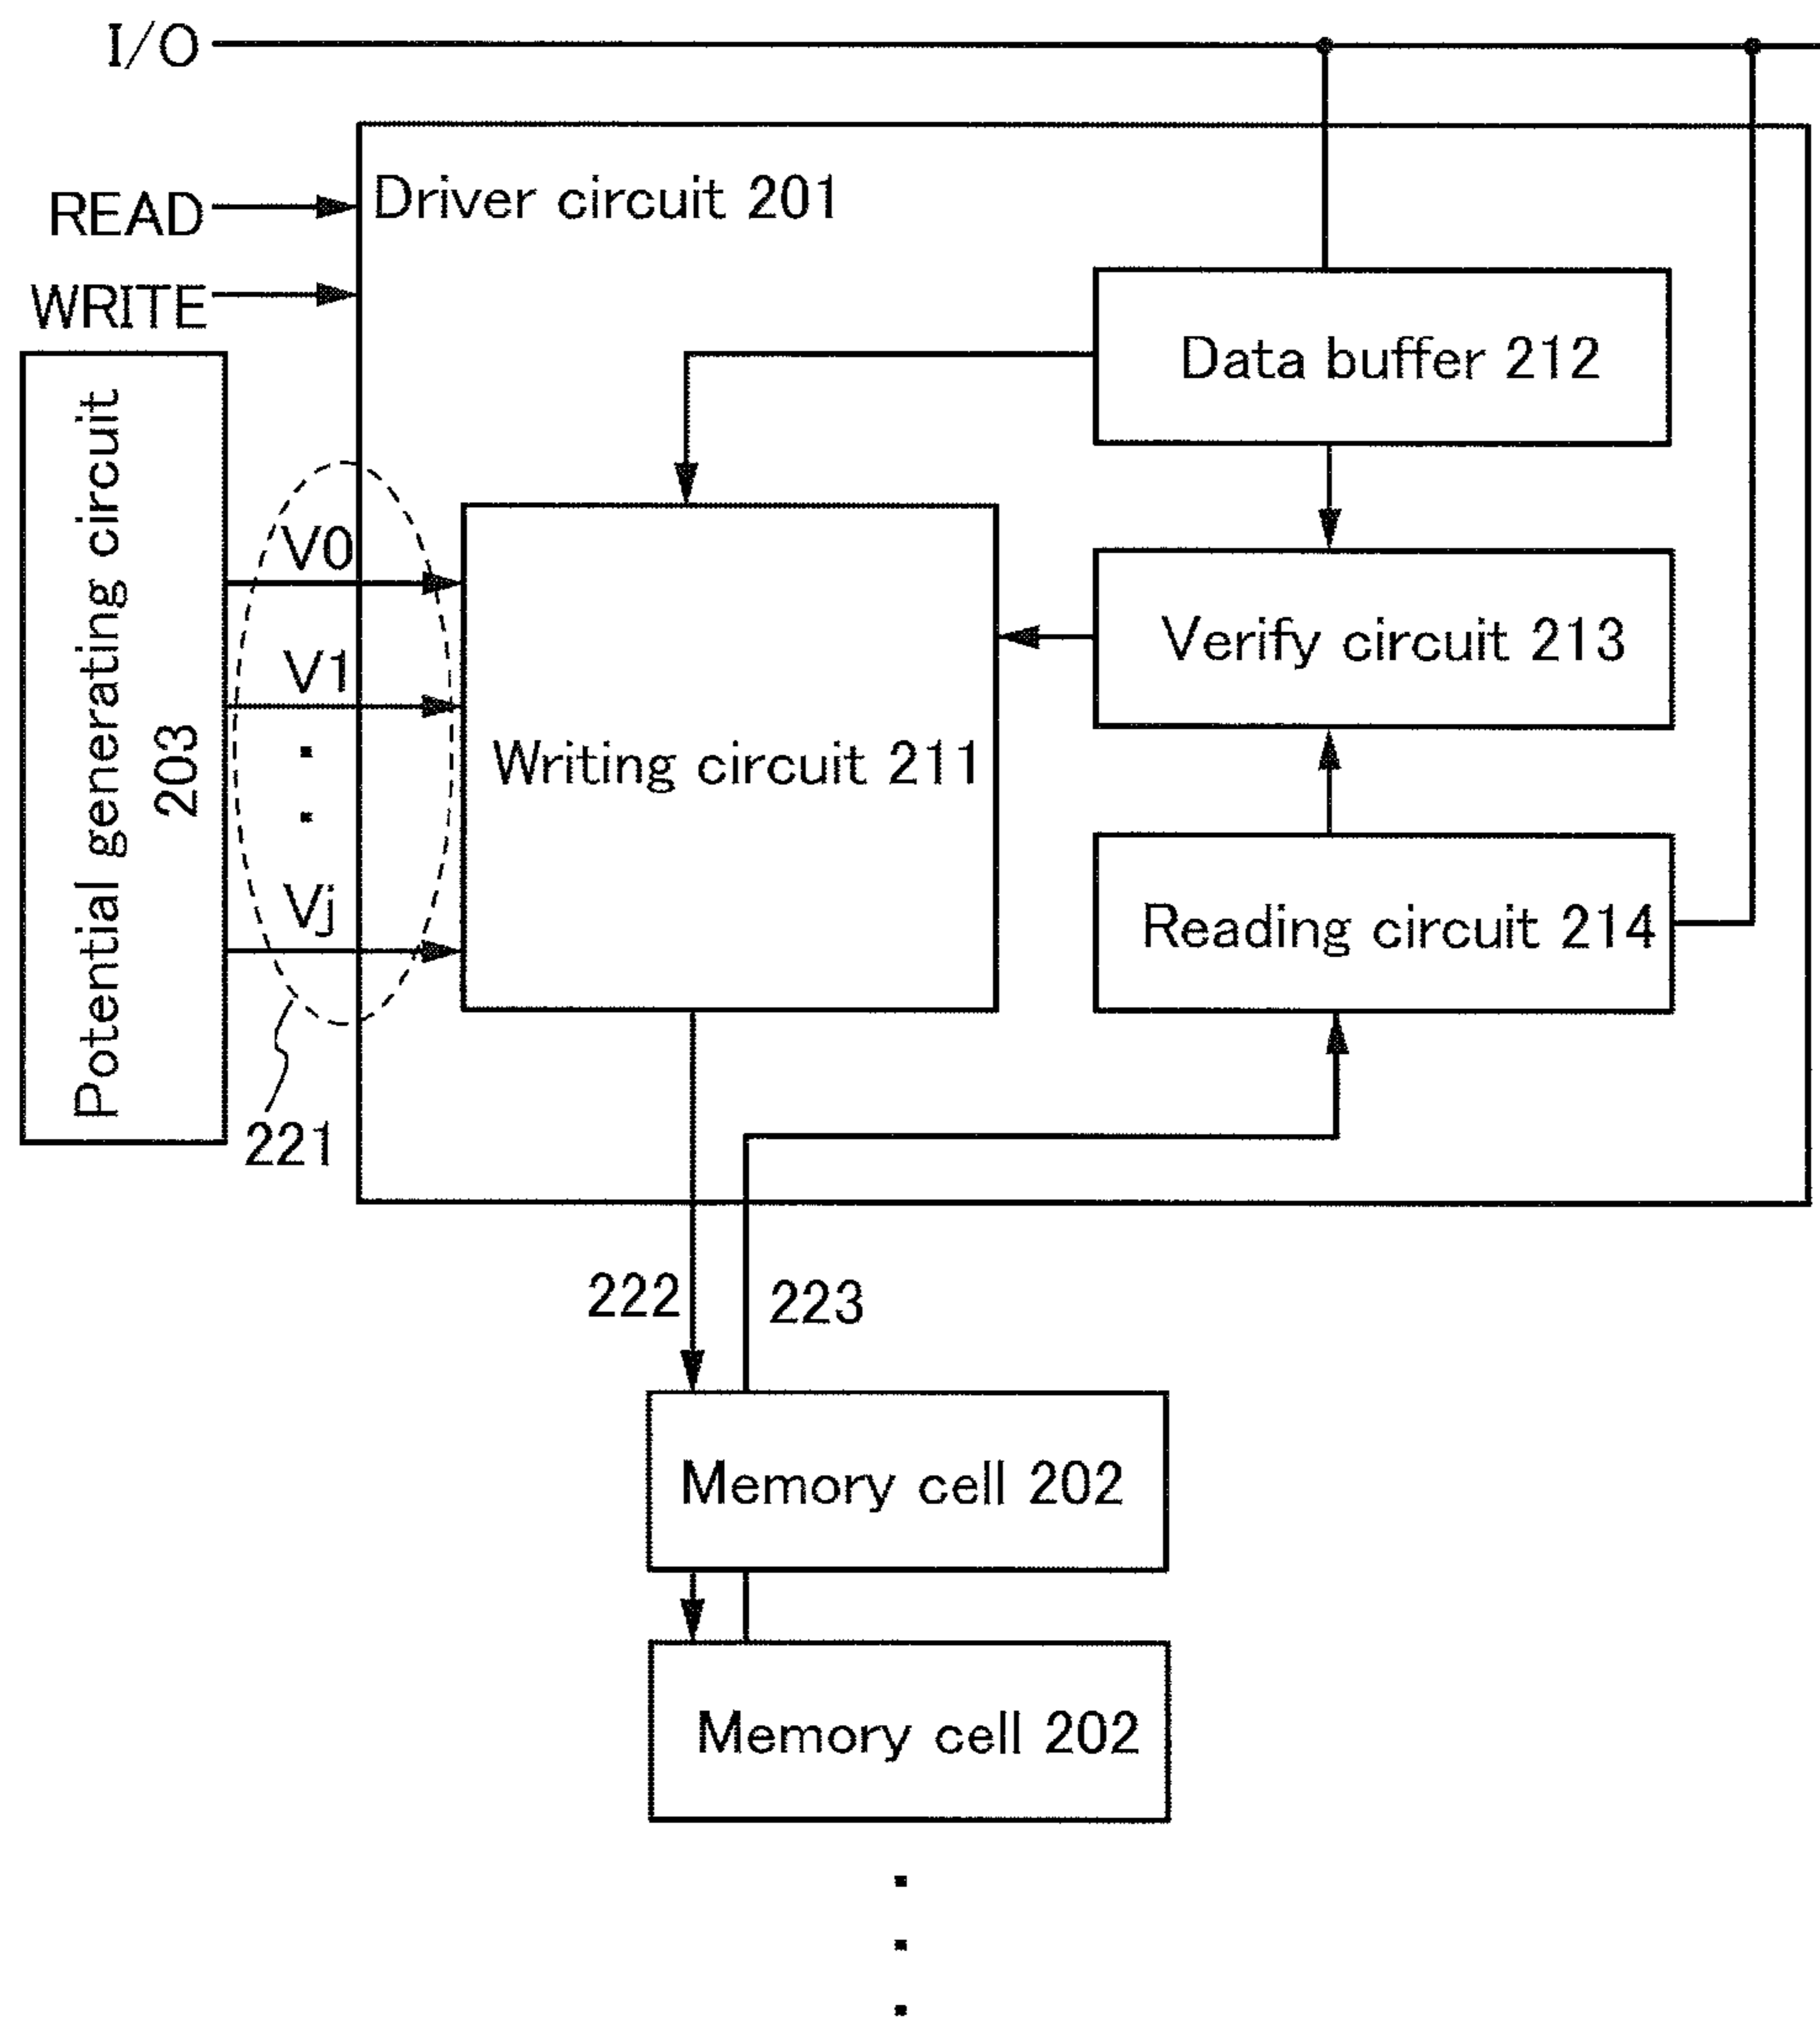 I/O
READ
WRITE
Driver circuit 201
Data buffer 212
Potential generating circuit
203
V0
V1
Vj
Writing circuit 211
Verify circuit 213
Reading circuit 214
221
222
223
Memory cell 202
Memory cell 202